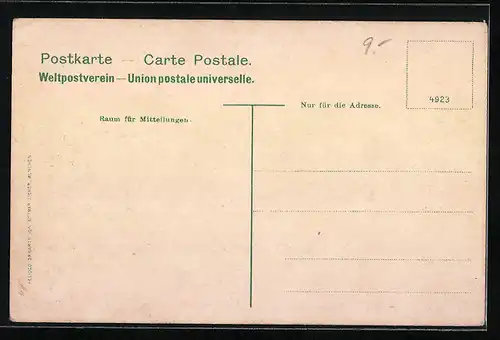 Postkarte — Carte Postale.
Weltpostverein — Union postale universelle.
9.-
4923
Nur für die Adresse.
Raum für Mitteilungen.